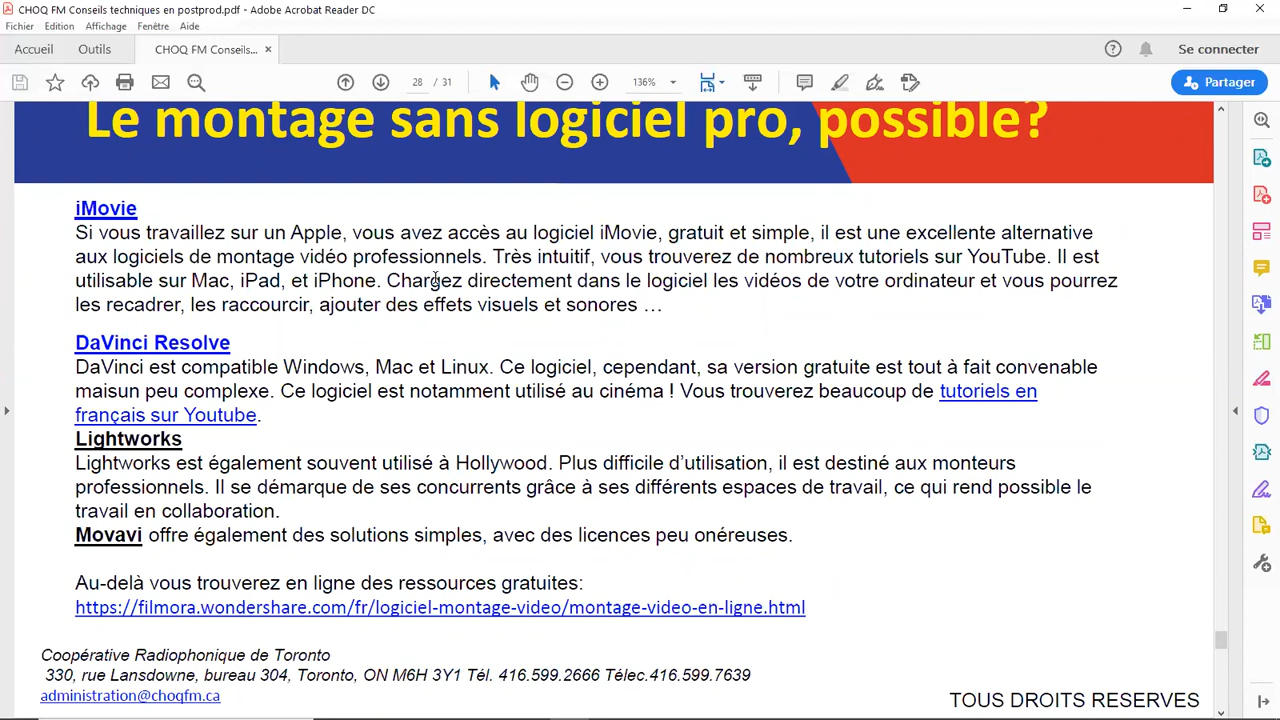 CHOQ FM Conseils techniques en postprod.pdf - Adobe Acrobat Reader DC
Fichier Edition Affichage Fenêtre Aide
Accueil Outils CHOQ FM Conseils... × Se connecter
28 / 31 136% Partager
Le montage sans logiciel pro, possible?
iMovie
Si vous travaillez sur un Apple, vous avez accès au logiciel iMovie, gratuit et simple, il est une excellente alternative
aux logiciels de montage vidéo professionnels. Très intuitif, vous trouverez de nombreux tutoriels sur YouTube. Il est
utilisable sur Mac, iPad, et iPhone. Chargez directement dans le logiciel les vidéos de votre ordinateur et vous pourrez
les recadrer, les raccourcir, ajouter des effets visuels et sonores …
DaVinci Resolve
DaVinci est compatible Windows, Mac et Linux. Ce logiciel, cependant, sa version gratuite est tout à fait convenable
maisun peu complexe. Ce logiciel est notamment utilisé au cinéma ! Vous trouverez beaucoup de tutoriels en
français sur Youtube.
Lightworks
Lightworks est également souvent utilisé à Hollywood. Plus difficile d’utilisation, il est destiné aux monteurs
professionnels. Il se démarque de ses concurrents grâce à ses différents espaces de travail, ce qui rend possible le
travail en collaboration.
Movavi offre également des solutions simples, avec des licences peu onéreuses.
Au-delà vous trouverez en ligne des ressources gratuites:
https://filmora.wondershare.com/fr/logiciel-montage-video/montage-video-en-ligne.html
Coopérative Radiophonique de Toronto
330, rue Lansdowne, bureau 304, Toronto, ON M6H 3Y1 Tél. 416.599.2666 Télec.416.599.7639
administration@choqfm.ca
TOUS DROITS RESERVES